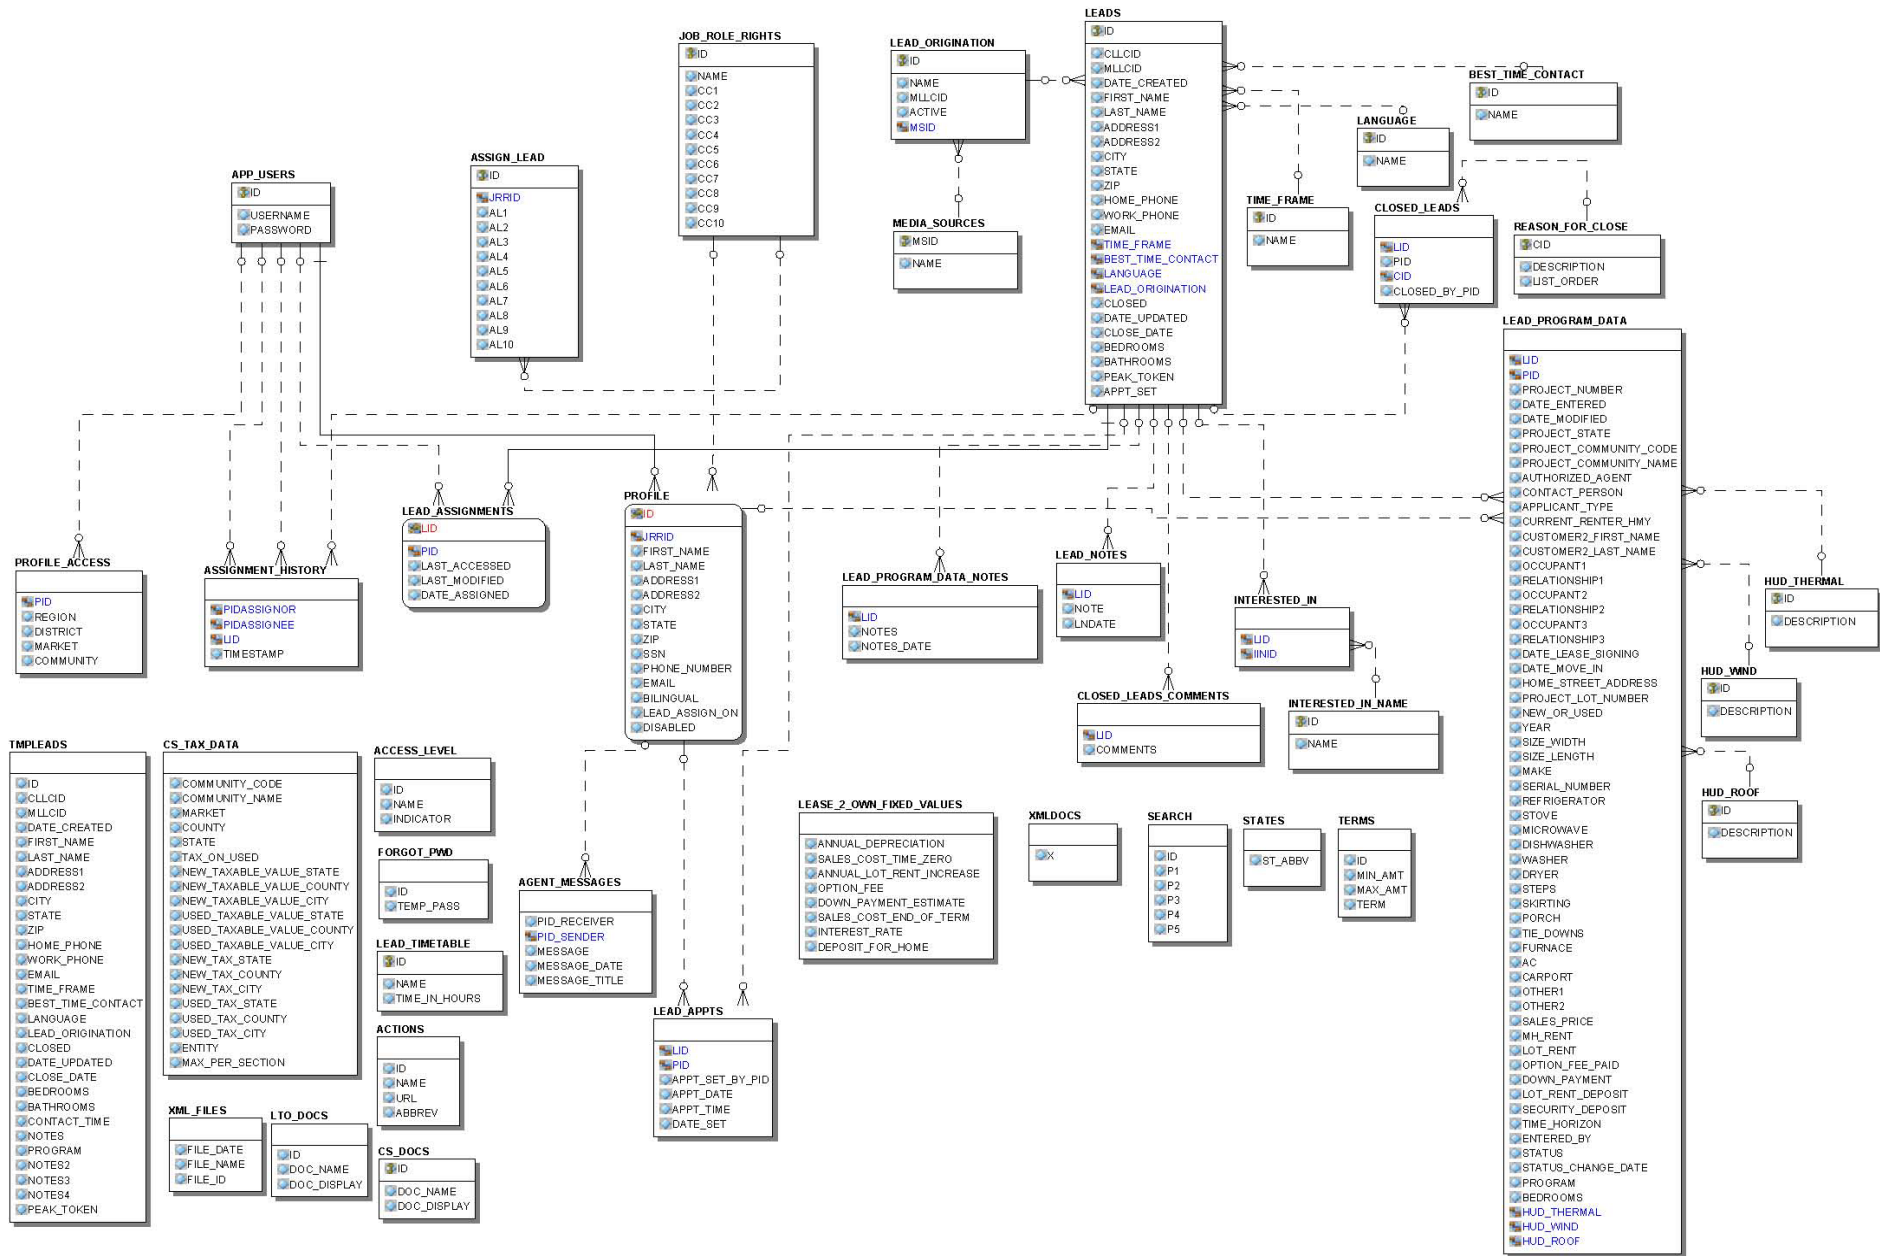 LEADS
ID
CLLCID
MLLCID
DATE_CREATED
FIRST_NAME
LAST_NAME
ADDRESS1
ADDRESS2
CITY
STATE
ZIP
HOME_PHONE
WORK_PHONE
EMAIL
TIME_FRAME
BEST_TIME_CONTACT
LANGUAGE
LEAD_ORIGINATION
CLOSED
DATE_UPDATED
CLOSE_DATE
BEDROOMS
BATHROOMS
PEAK_TOKEN
APPT_SET
JOB_ROLE_RIGHTS
ID
NAME
CC1
CC2
CC3
CC4
CC5
CC6
CC7
CC8
CC9
CC10
LEAD_ORIGINATION
ID
NAME
MLLCID
ACTIVE
MSID
BEST_TIME_CONTACT
ID
NAME
LANGUAGE
ID
NAME
ASSIGN_LEAD
ID
JRRID
AL1
AL2
AL3
AL4
AL5
AL6
AL7
AL8
AL9
AL10
APP_USERS
ID
USERNAME
PASSWORD
MEDIA_SOURCES
MSID
NAME
TIME_FRAME
ID
NAME
CLOSED_LEADS
LID
PID
CID
CLOSED_BY_PID
REASON_FOR_CLOSE
CID
DESCRIPTION
LIST_ORDER
LEAD_PROGRAM_DATA
LID
PID
PROJECT_NUMBER
DATE_ENTERED
DATE_MODIFIED
PROJECT_STATE
PROJECT_COMMUNITY_CODE
PROJECT_COMMUNITY_NAME
AUTHORIZED_AGENT
CONTACT_PERSON
APPLICANT_TYPE
CURRENT_RENTER_HMY
CUSTOMER2_FIRST_NAME
CUSTOMER2_LAST_NAME
OCCUPANT1
RELATIONSHIP1
OCCUPANT2
RELATIONSHIP2
OCCUPANT3
RELATIONSHIP3
DATE_LEASE_SIGNING
DATE_MOVE_IN
HOME_STREET_ADDRESS
PROJECT_LOT_NUMBER
NEW_OR_USED
YEAR
SIZE_WIDTH
SIZE_LENGTH
MAKE
SERIAL_NUMBER
REFRIGERATOR
STOVE
MICROWAVE
DISHWASHER
WASHER
DRYER
STEPS
SKIRTING
PORCH
TIE_DOWNS
FURNACE
AC
CARPORT
OTHER1
OTHER2
SALES_PRICE
MH_RENT
LOT_RENT
OPTION_FEE_PAID
DOWN_PAYMENT
LOT_RENT_DEPOSIT
SECURITY_DEPOSIT
TIME_HORIZON
ENTERED_BY
STATUS
STATUS_CHANGE_DATE
PROGRAM
BEDROOMS
HUD_THERMAL
HUD_WIND
HUD_ROOF
PROFILE
ID
JRRID
FIRST_NAME
LAST_NAME
ADDRESS1
ADDRESS2
CITY
STATE
ZIP
SSN
PHONE_NUMBER
EMAIL
BILINGUAL
LEAD_ASSIGN_ON
DISABLED
LEAD_ASSIGNMENTS
LID
PID
LAST_ACCESSED
LAST_MODIFIED
DATE_ASSIGNED
PROFILE_ACCESS
PID
REGION
DISTRICT
MARKET
COMMUNITY
ASSIGNMENT_HISTORY
PIDASSIGNOR
PIDASSIGNEE
LID
TIMESTAMP
LEAD_PROGRAM_DATA_NOTES
LID
NOTES
NOTES_DATE
LEAD_NOTES
LID
NOTE
LNDATE
INTERESTED_IN
LID
IINID
HUD_THERMAL
ID
DESCRIPTION
HUD_WIND
ID
DESCRIPTION
CLOSED_LEADS_COMMENTS
LID
COMMENTS
INTERESTED_IN_NAME
ID
NAME
HUD_ROOF
ID
DESCRIPTION
TMPLEADS
ID
CLLCID
MLLCID
DATE_CREATED
FIRST_NAME
LAST_NAME
ADDRESS1
ADDRESS2
CITY
STATE
ZIP
HOME_PHONE
WORK_PHONE
EMAIL
TIME_FRAME
BEST_TIME_CONTACT
LANGUAGE
LEAD_ORIGINATION
CLOSED
DATE_UPDATED
CLOSE_DATE
BEDROOMS
BATHROOMS
CONTACT_TIME
NOTES
PROGRAM
NOTES2
NOTES3
NOTES4
PEAK_TOKEN
CS_TAX_DATA
COMMUNITY_CODE
COMMUNITY_NAME
MARKET
COUNTY
STATE
TAX_ON_USED
NEW_TAXABLE_VALUE_STATE
NEW_TAXABLE_VALUE_COUNTY
NEW_TAXABLE_VALUE_CITY
USED_TAXABLE_VALUE_STATE
USED_TAXABLE_VALUE_COUNTY
USED_TAXABLE_VALUE_CITY
NEW_TAX_STATE
NEW_TAX_COUNTY
NEW_TAX_CITY
USED_TAX_STATE
USED_TAX_COUNTY
USED_TAX_CITY
ENTITY
MAX_PER_SECTION
ACCESS_LEVEL
ID
NAME
INDICATOR
FORGOT_PWD
ID
TEMP_PASS
LEAD_TIMETABLE
ID
NAME
TIME_IN_HOURS
ACTIONS
ID
NAME
URL
ABBREV
XML_FILES
FILE_DATE
FILE_NAME
FILE_ID
LTO_DOCS
ID
DOC_NAME
DOC_DISPLAY
CS_DOCS
ID
DOC_NAME
DOC_DISPLAY
AGENT_MESSAGES
PID_RECEIVER
PID_SENDER
MESSAGE
MESSAGE_DATE
MESSAGE_TITLE
LEAD_APPTS
LID
PID
APPT_SET_BY_PID
APPT_DATE
APPT_TIME
DATE_SET
LEASE_2_OWN_FIXED_VALUES
ANNUAL_DEPRECIATION
SALES_COST_TIME_ZERO
ANNUAL_LOT_RENT_INCREASE
OPTION_FEE
DOWN_PAYMENT_ESTIMATE
SALES_COST_END_OF_TERM
INTEREST_RATE
DEPOSIT_FOR_HOME
XMLDOCS
X
SEARCH
ID
P1
P2
P3
P4
P5
STATES
ST_ABBV
TERMS
ID
MIN_AMT
MAX_AMT
TERM